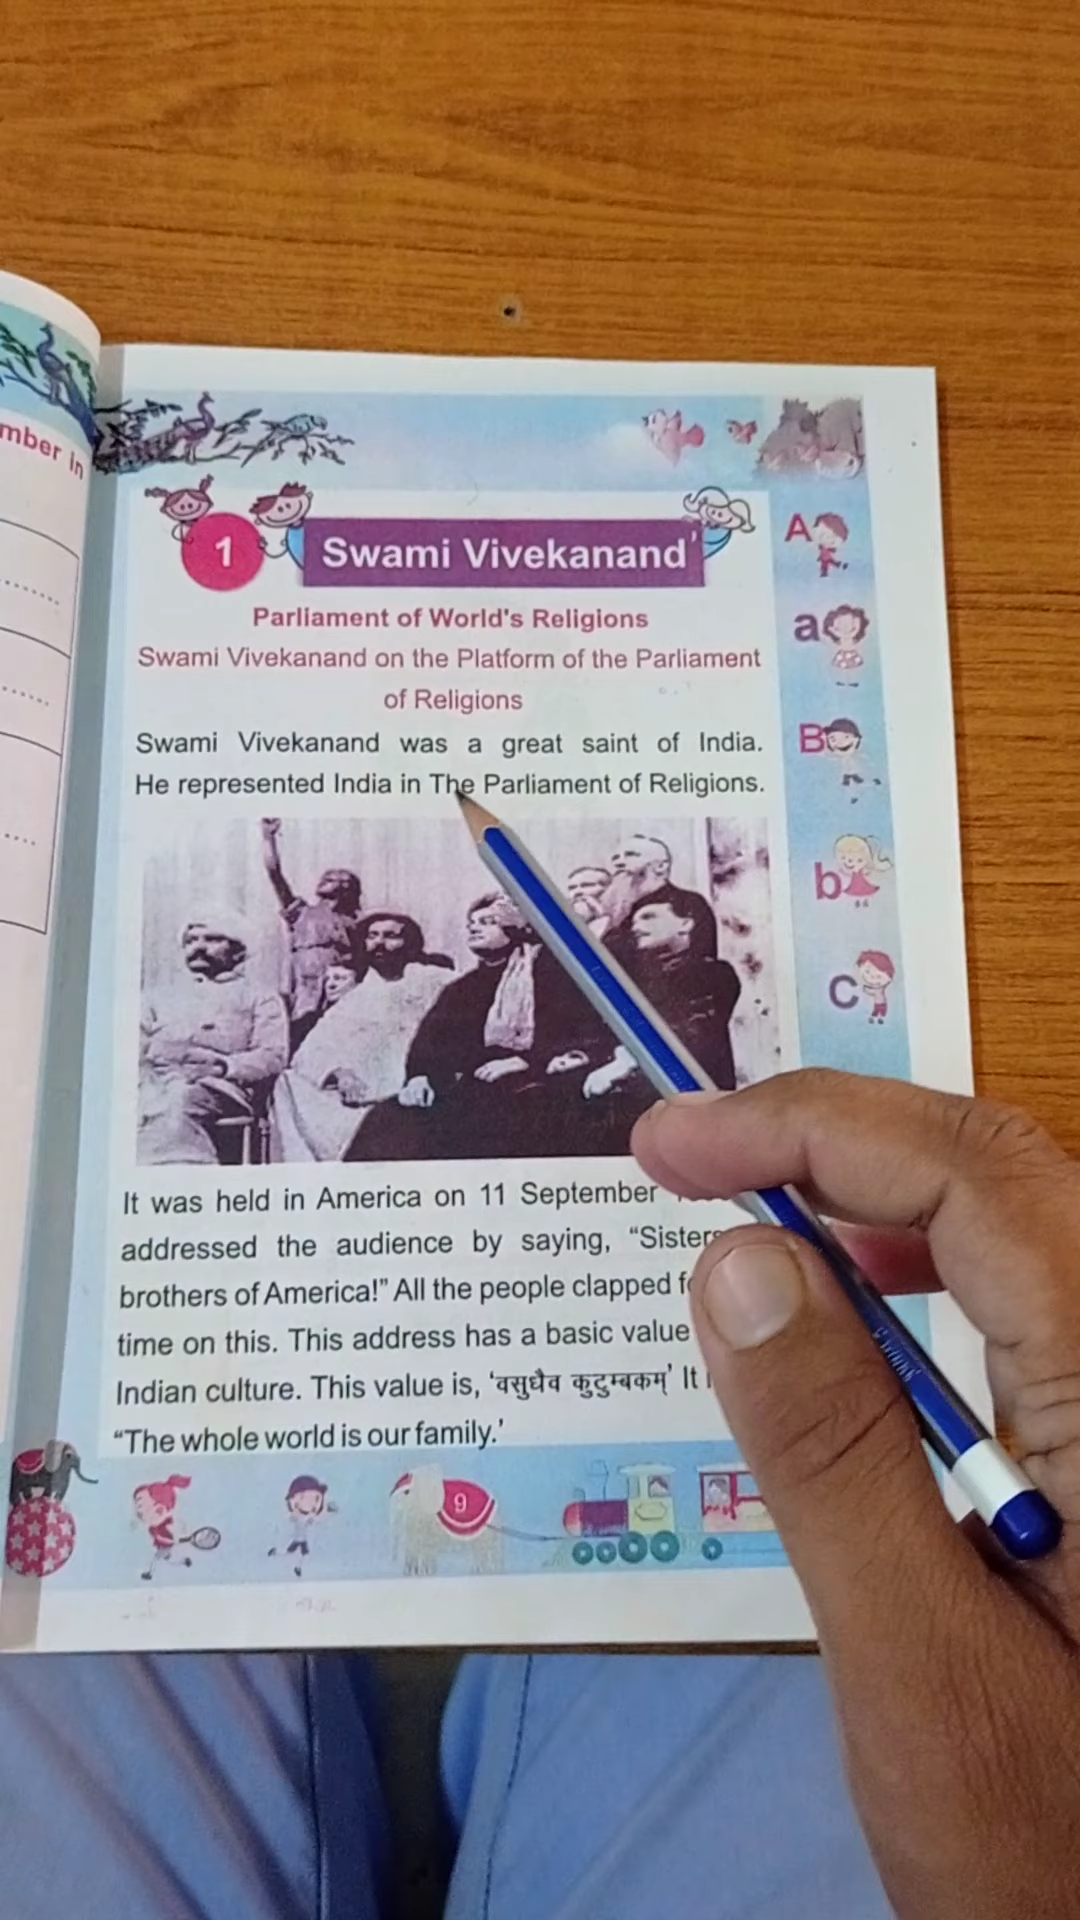 mber in
1
Swami Vivekanand'
Parliament of World's Religions
Swami Vivekanand on the Platform of the Parliament
of Religions
Swami Vivekanand was a great saint of India.
He represented India in The Parliament of Religions.
It was held in America on 11 September
addressed the audience by saying, “Sisters
brothers of America!” All the people clapped
time on this. This address has a basic value
Indian culture. This value is, ‘वसुधैव कुटुम्बकम्’ It
“The whole world is our family.’
9
A
a
B
b
C